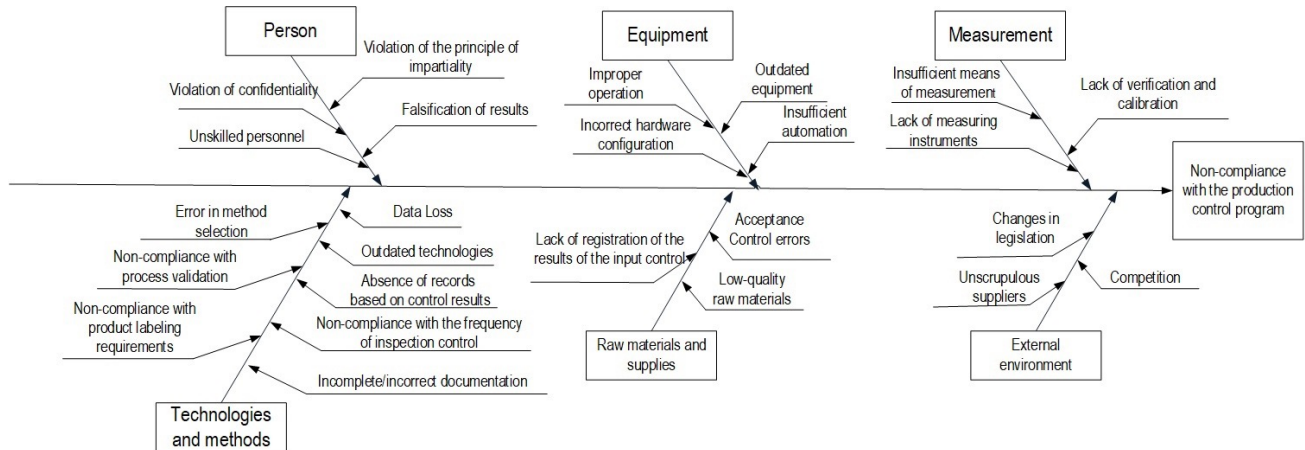 Person
Violation of the principle of
impartiality
Violation of confidentiality
Falsification of results
Unskilled personnel
Equipment
Improper
operation
Outdated
equipment
Incorrect hardware
configuration
Insufficient
automation
Measurement
Insufficient means
of measurement
Lack of verification and
calibration
Lack of measuring
instruments
Non-compliance
with the production
control program
Error in method
selection
Data Loss
Non-compliance with
process validation
Outdated technologies
Absence of records
based on control results
Non-compliance with
product labeling
requirements
Non-compliance with the frequency
of inspection control
Incomplete/incorrect documentation
Technologies
and methods
Lack of registration of the
results of the input control
Acceptance
Control errors
Low-quality
raw materials
Raw materials and
supplies
Changes in
legislation
Unscrupulous
suppliers
Competition
External
environment